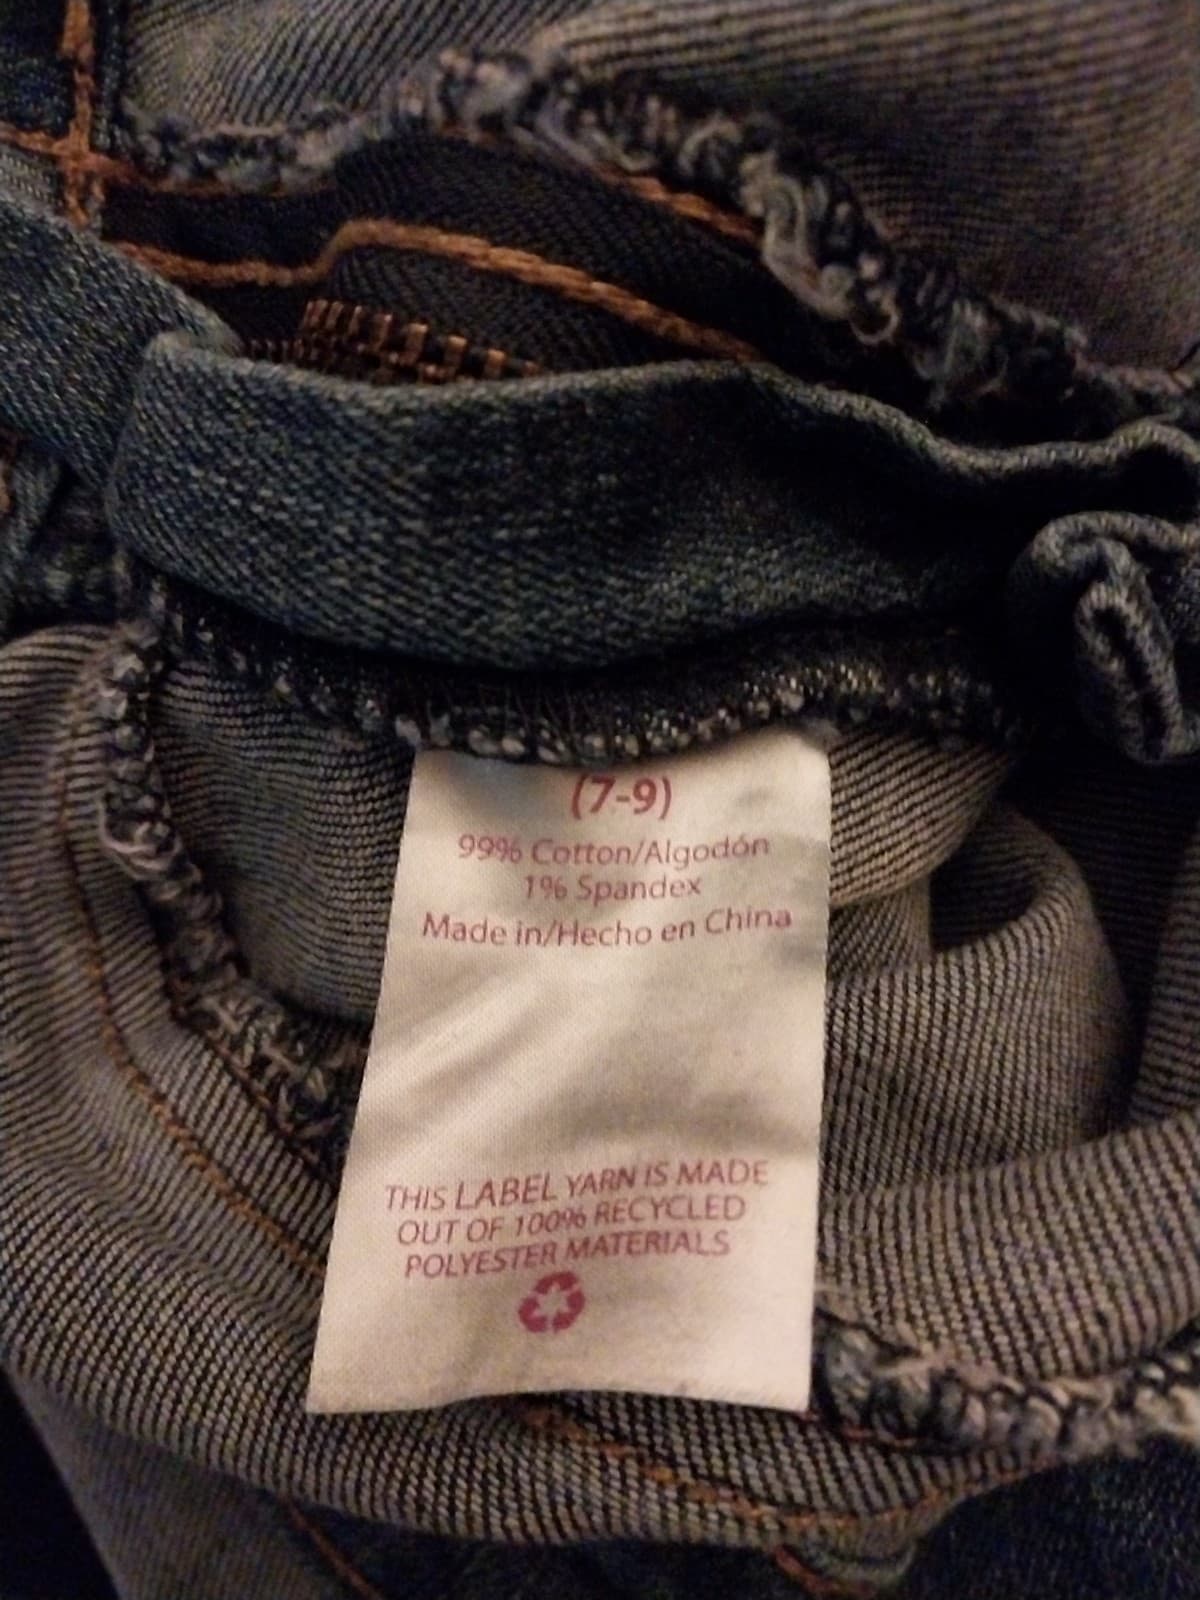 (7-9)
99% Cotton/Algodón
1% Spandex
Made in/Hecho en China
THIS LABEL YARN IS MADE
OUT OF 100% RECYCLED
POLYESTER MATERIALS